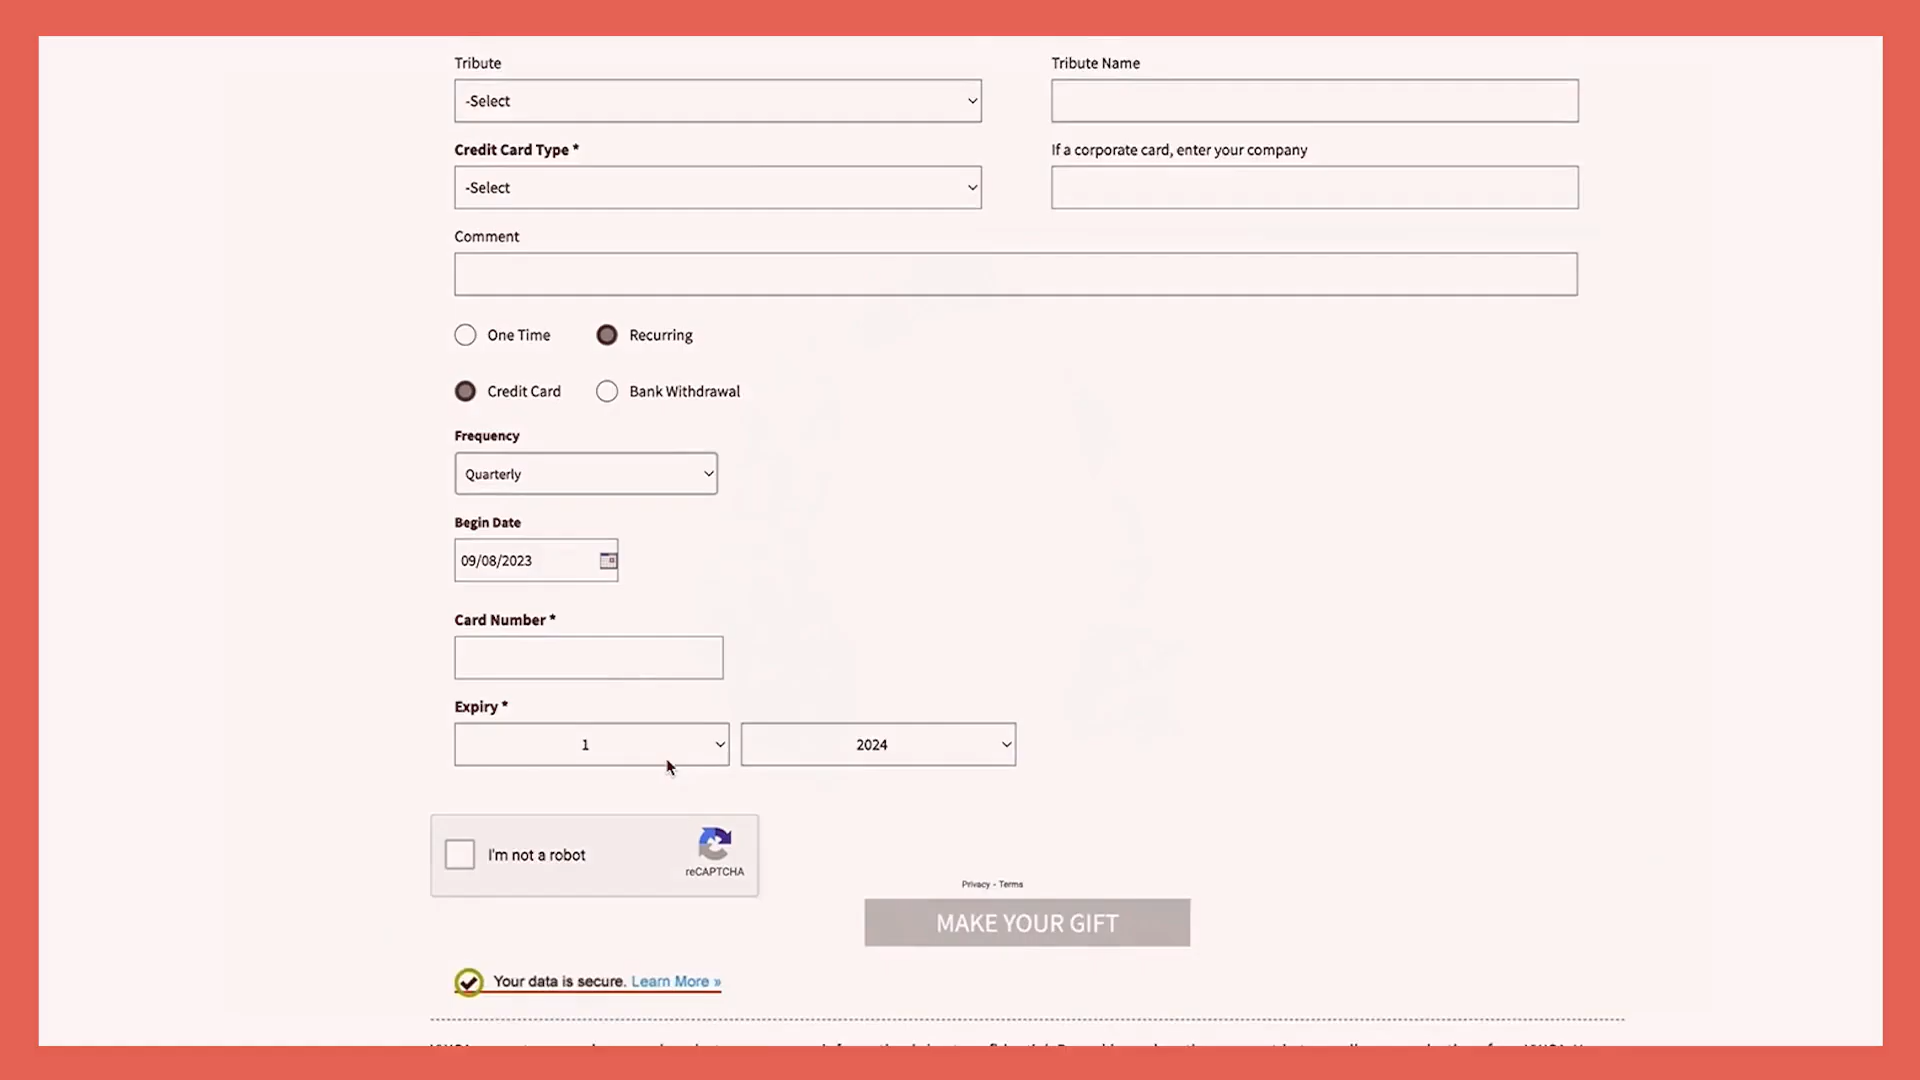 Tribute
Tribute Name
-Select
Credit Card Type *
If a corporate card, enter your company
-Select
Comment
One Time
Recurring
Credit Card
Bank Withdrawal
Frequency
Quarterly
Begin Date
09/08/2023
Card Number *
Expiry *
1
2024
I'm not a robot
reCAPTCHA
Privacy - Terms
MAKE YOUR GIFT
Your data is secure. Learn More »